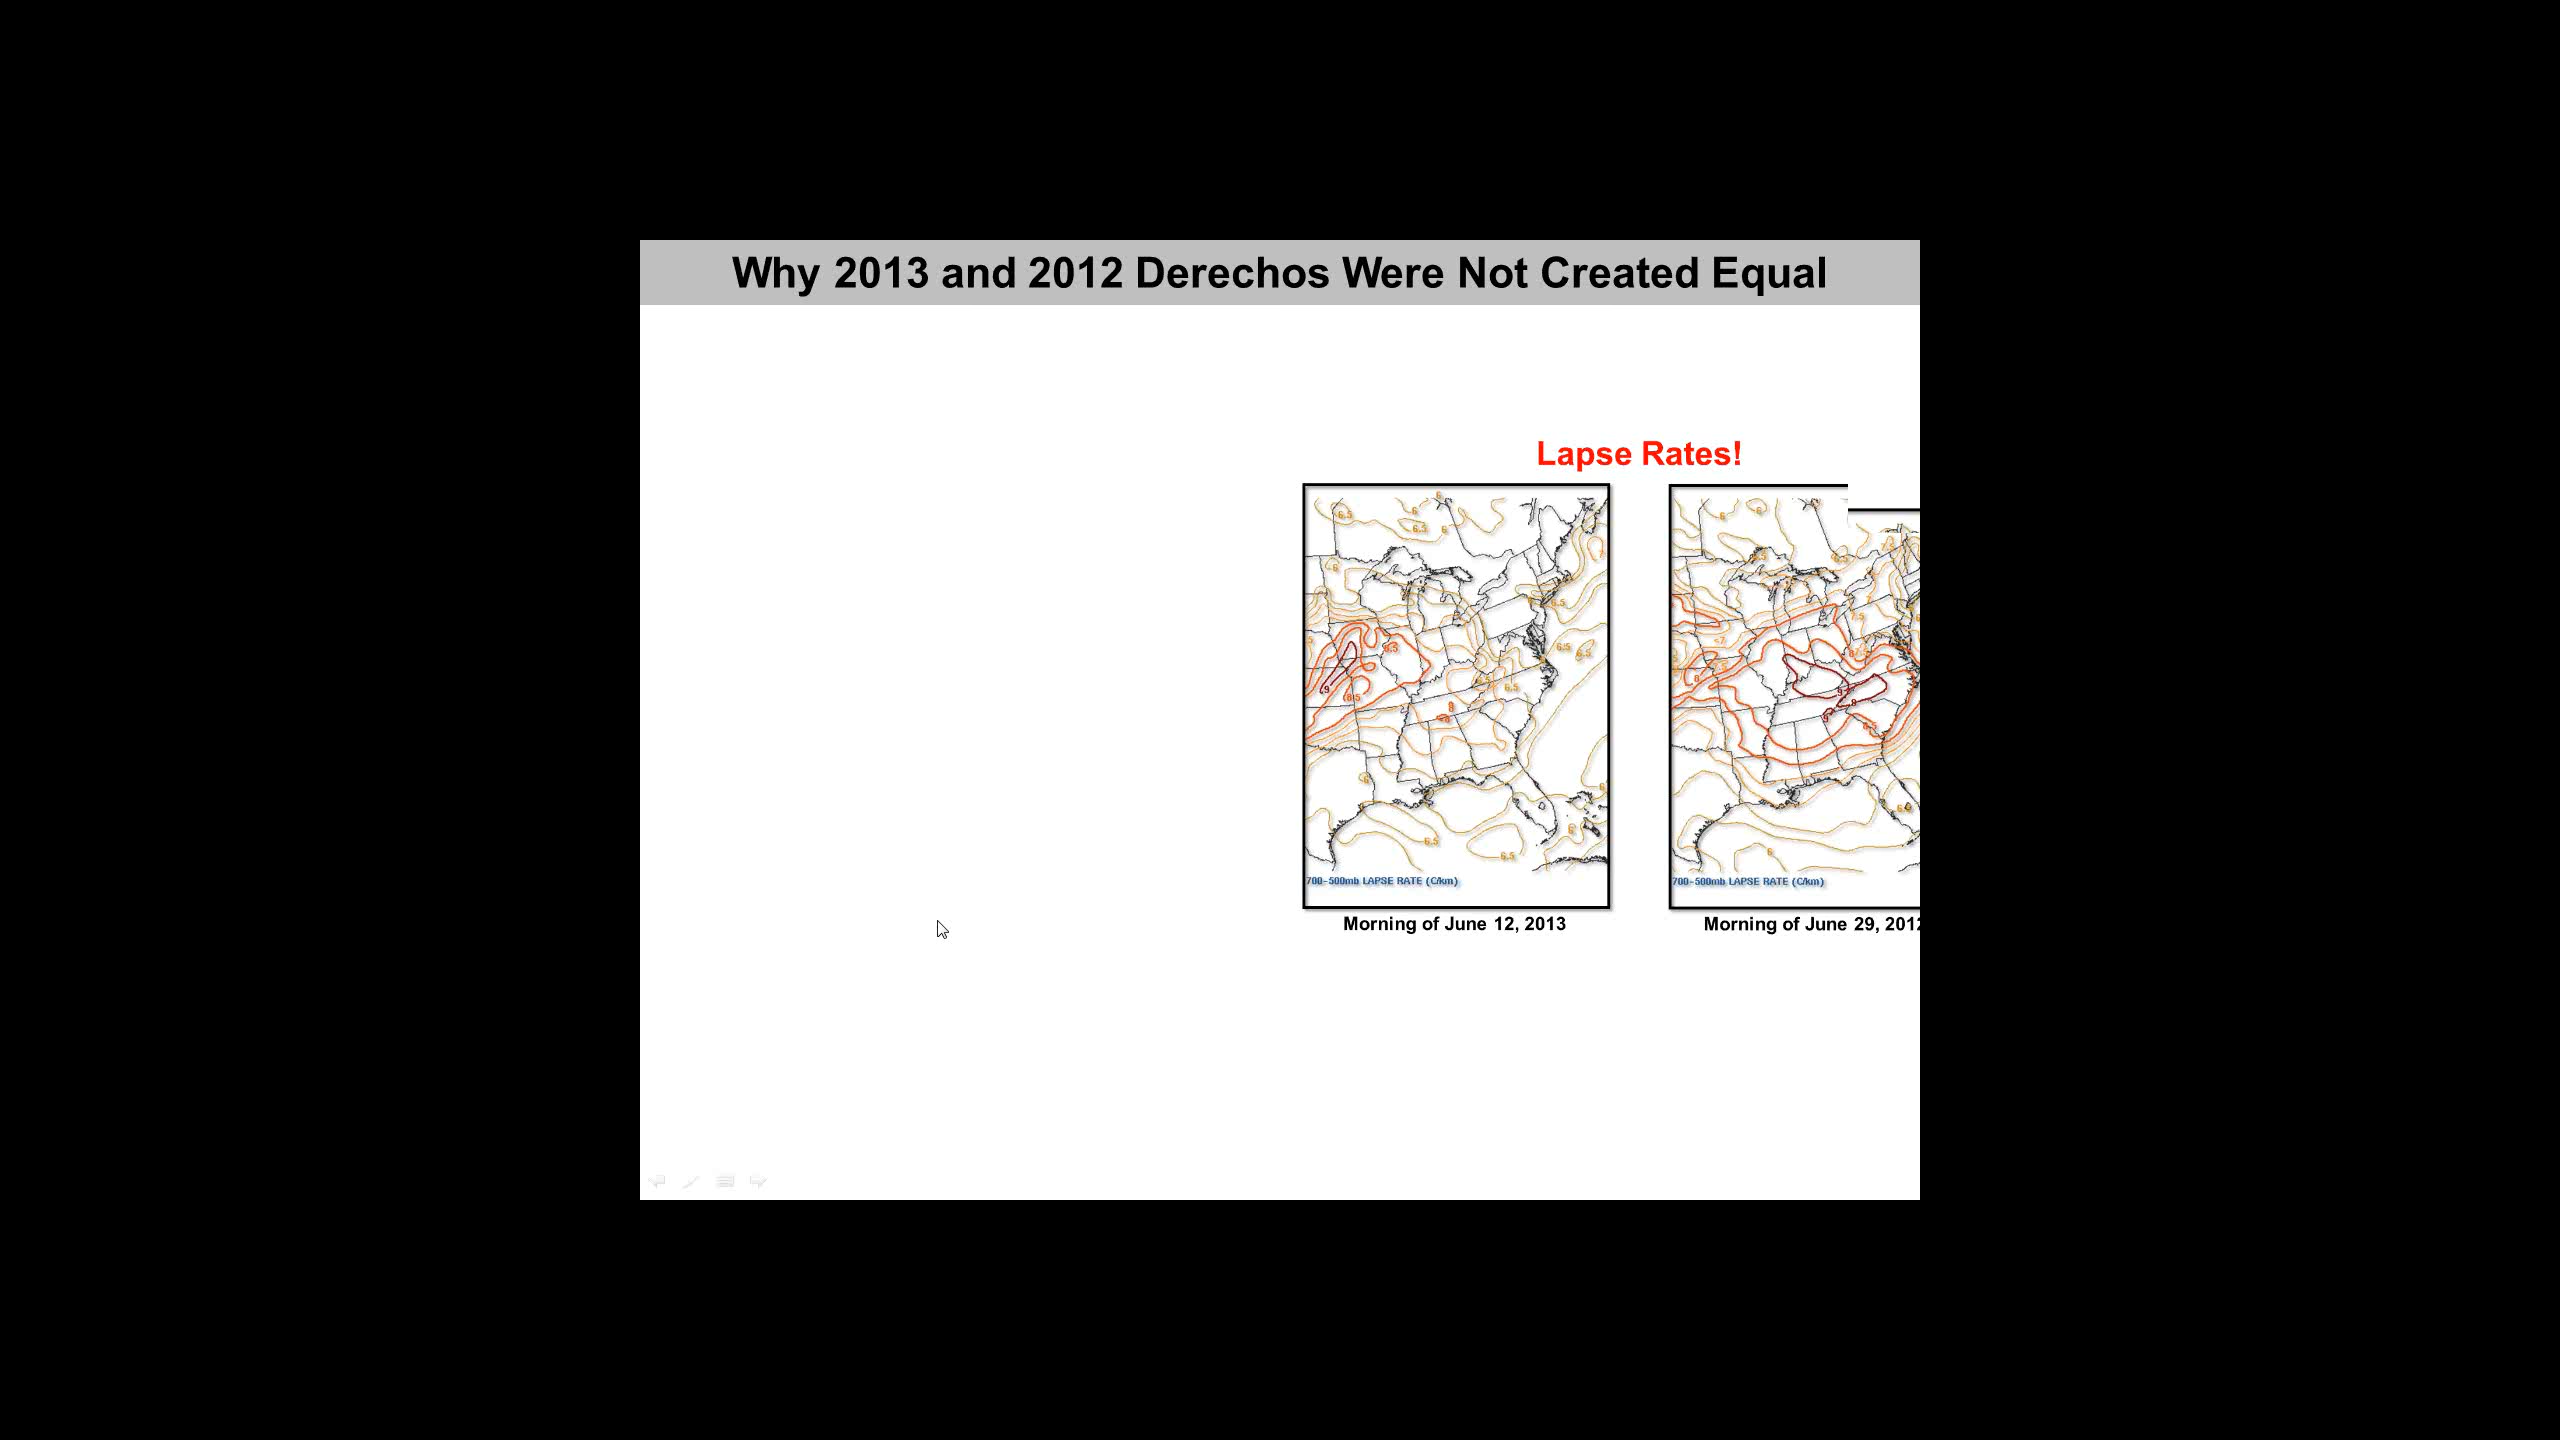 Why 2013 and 2012 Derechos Were Not Created Equal
Lapse Rates!
700-500mb LAPSE RATE (C/km)
700-500mb LAPSE RATE (C/km)
Morning of June 12, 2013
Morning of June 29, 2012